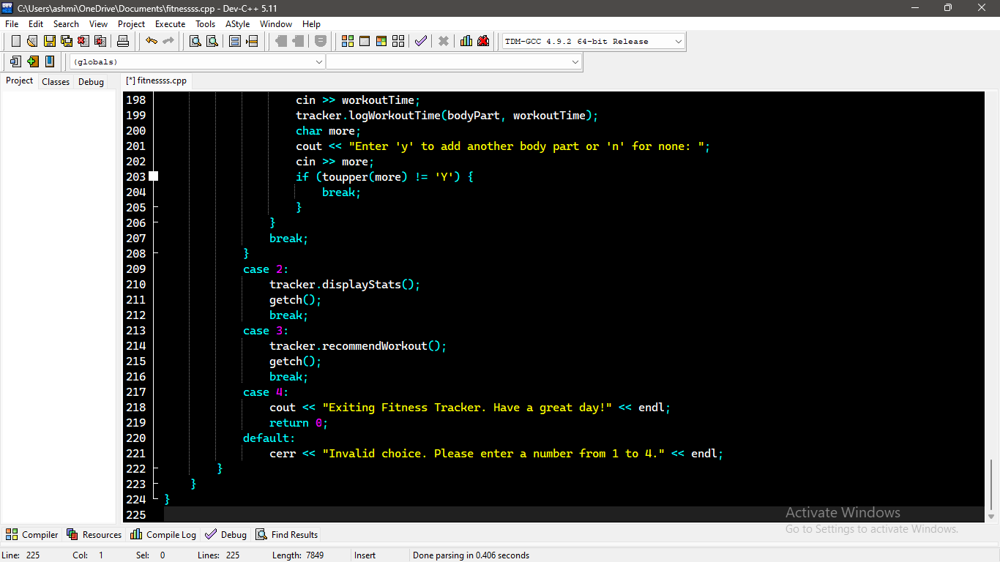 C:\Users\ashmi\OneDrive\Documents\fitnessss.cpp - Dev-C++ 5.11
File Edit Search View Project Execute Tools AStyle Window Help
TDM-GCC 4.9.2 64-bit Release
(globals)
Project Classes Debug
[*] fitnessss.cpp
198 cin >> workoutTime;
199 tracker.logWorkoutTime(bodyPart, workoutTime);
200 char more;
201 cout << "Enter 'y' to add another body part or 'n' for none: ";
202 cin >> more;
203 if (toupper(more) != 'Y') {
204 break;
205 }
206 }
207 break;
208 }
209 case 2:
210 tracker.displayStats();
211 getch();
212 break;
213 case 3:
214 tracker.recommendWorkout();
215 getch();
216 break;
217 case 4:
218 cout << "Exiting Fitness Tracker. Have a great day!" << endl;
219 return 0;
220 default:
221 cerr << "Invalid choice. Please enter a number from 1 to 4." << endl;
222 }
223 }
224 }
225
Activate Windows
Go to Settings to activate Windows.
Compiler Resources Compile Log Debug Find Results
Line: 225 Col: 1 Sel: 0 Lines: 225 Length: 7849 Insert Done parsing in 0.406 seconds